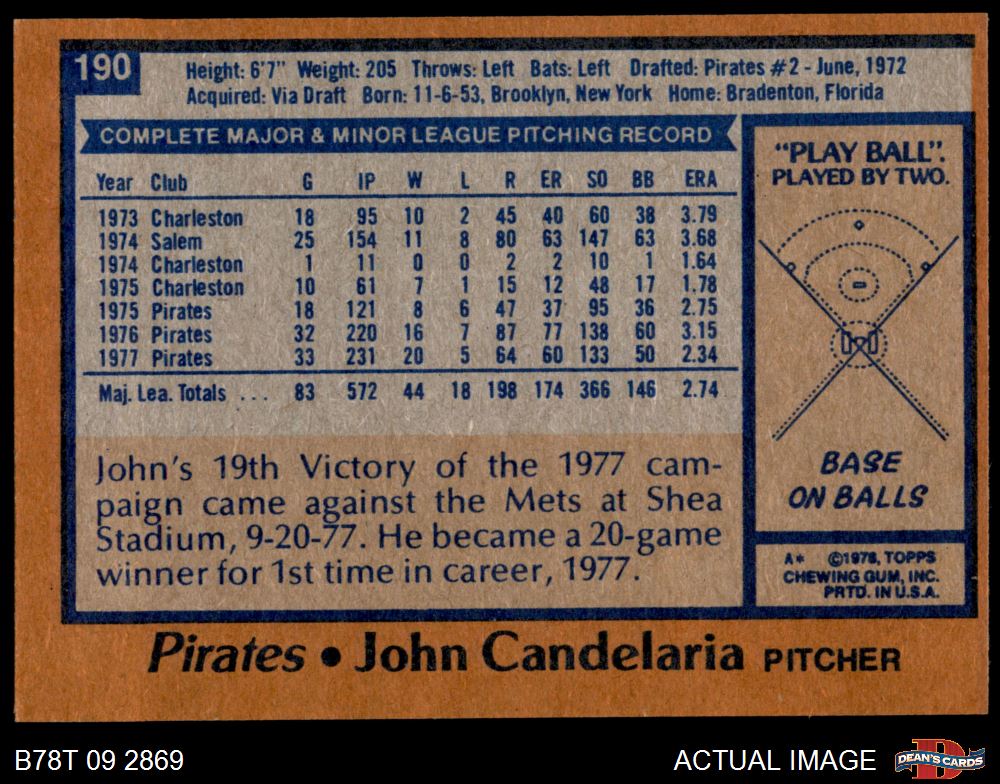 190
Height: 6'7" Weight: 205 Throws: Left Bats: Left Drafted: Pirates #2 - June, 1972
Acquired: Via Draft Born: 11-6-53, Brooklyn, New York Home: Bradenton, Florida
COMPLETE MAJOR & MINOR LEAGUE PITCHING RECORD
Year Club G IP W L R ER SO BB ERA
1973 Charleston 18 95 10 2 45 40 60 38 3.79
1974 Salem 25 154 11 8 80 63 147 63 3.68
1974 Charleston 1 11 0 0 2 2 10 1 1.64
1975 Charleston 10 61 7 1 15 12 48 17 1.78
1975 Pirates 18 121 8 6 47 37 95 36 2.75
1976 Pirates 32 220 16 7 87 77 138 60 3.15
1977 Pirates 33 231 20 5 64 60 133 50 2.34
Maj. Lea. Totals ... 83 572 44 18 198 174 366 146 2.74
John's 19th Victory of the 1977 cam-
paign came against the Mets at Shea
Stadium, 9-20-77. He became a 20-game
winner for 1st time in career, 1977.
"PLAY BALL".
PLAYED BY TWO.
BASE
ON BALLS
A* ©1978, TOPPS
CHEWING GUM, INC.
PRTD. IN U.S.A.
Pirates • John Candelaria PITCHER
B78T 09 2869
ACTUAL IMAGE
DEAN'S CARDS